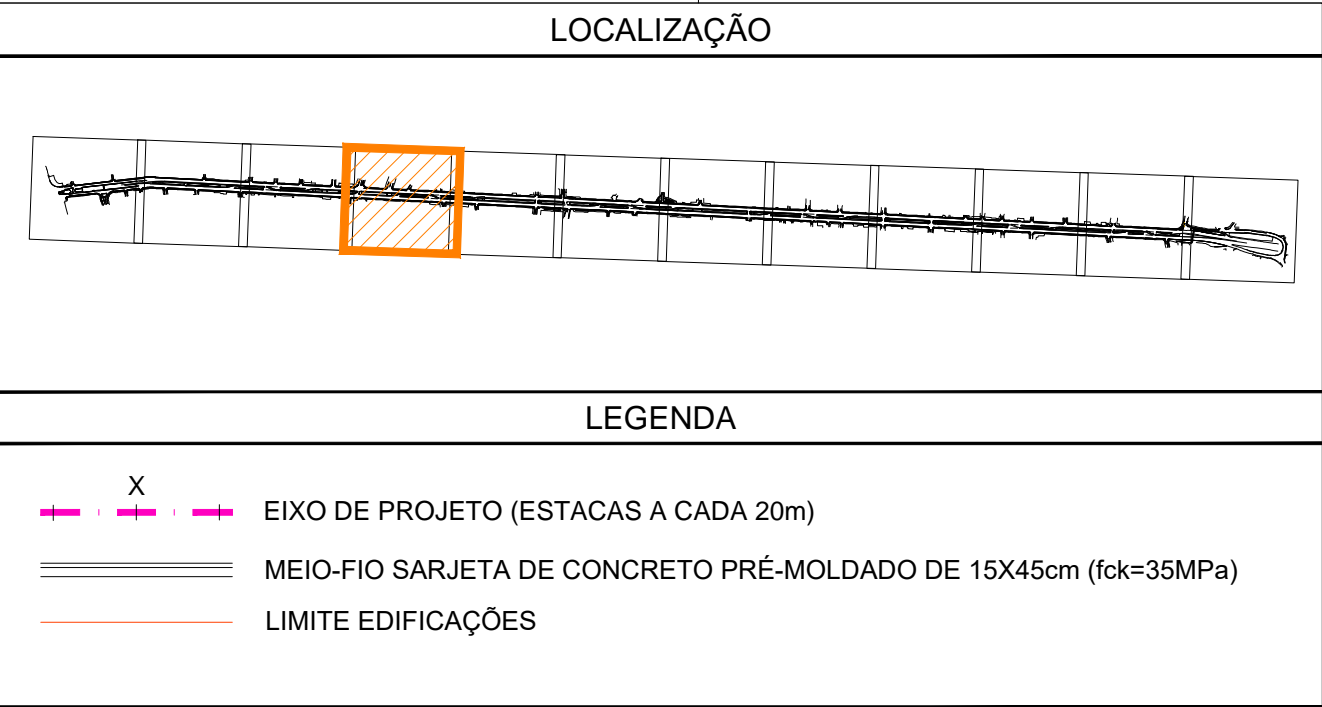 LOCALIZAÇÃO
LEGENDA
X
EIXO DE PROJETO (ESTACAS A CADA 20m)
MEIO-FIO SARJETA DE CONCRETO PRÉ-MOLDADO DE 15X45cm (fck=35MPa)
LIMITE EDIFICAÇÕES